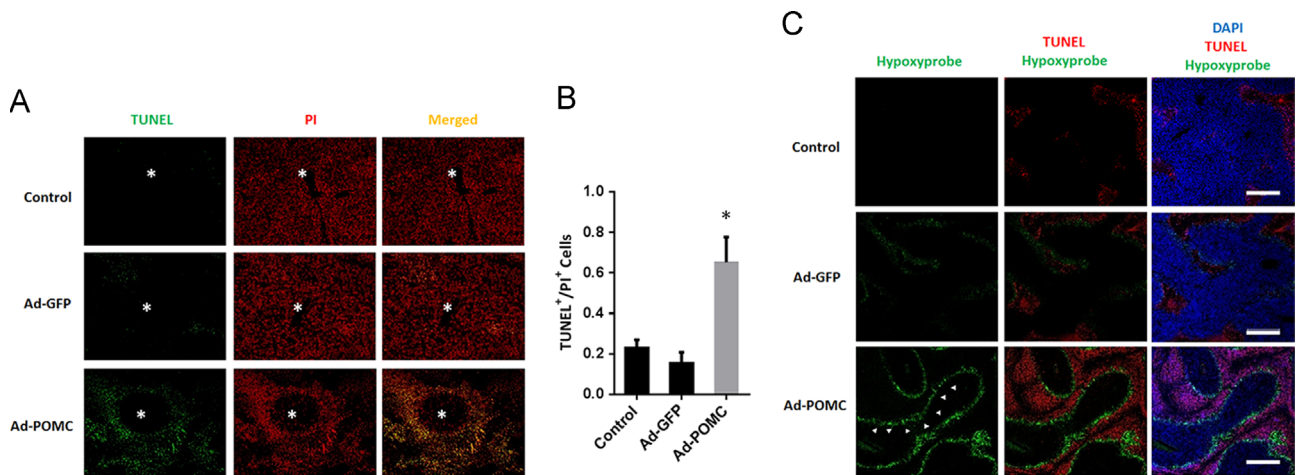 A
TUNEL PI Merged
Control
*
*
*
Ad-GFP
*
*
*
Ad-POMC
*
*
*
B
TUNEL⁺/PI⁺ Cells
1.0
0.8
0.6
0.4
0.2
0.0
*
Control Ad-GFP Ad-POMC
C
Hypoxyprobe
TUNEL
Hypoxyprobe
DAPI
TUNEL
Hypoxyprobe
Control
Ad-GFP
Ad-POMC